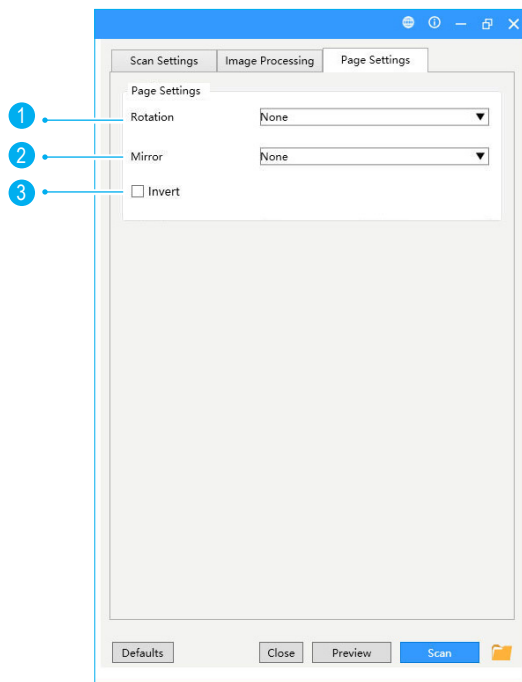 Scan Settings Image Processing Page Settings
Page Settings
1 Rotation None
2 Mirror None
3 Invert
Defaults Close Preview Scan